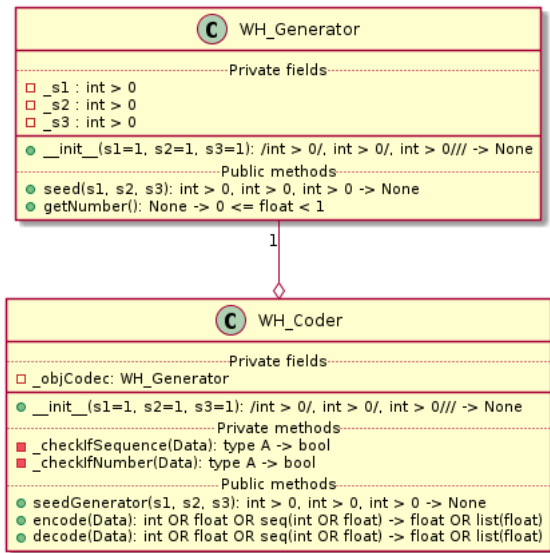 C WH_Generator
Private fields
_s1 : int > 0
_s2 : int > 0
_s3 : int > 0
__init__(s1=1, s2=1, s3=1): /int > 0/, int > 0/, int > 0/// -> None
Public methods
seed(s1, s2, s3): int > 0, int > 0, int > 0 -> None
getNumber(): None -> 0 <= float < 1
1
C WH_Coder
Private fields
_objCodec: WH_Generator
__init__(s1=1, s2=1, s3=1): /int > 0/, int > 0/, int > 0/// -> None
Private methods
_checkIfSequence(Data): type A -> bool
_checkIfNumber(Data): type A -> bool
Public methods
seedGenerator(s1, s2, s3): int > 0, int > 0, int > 0 -> None
encode(Data): int OR float OR seq(int OR float) -> float OR list(float)
decode(Data): int OR float OR seq(int OR float) -> float OR list(float)